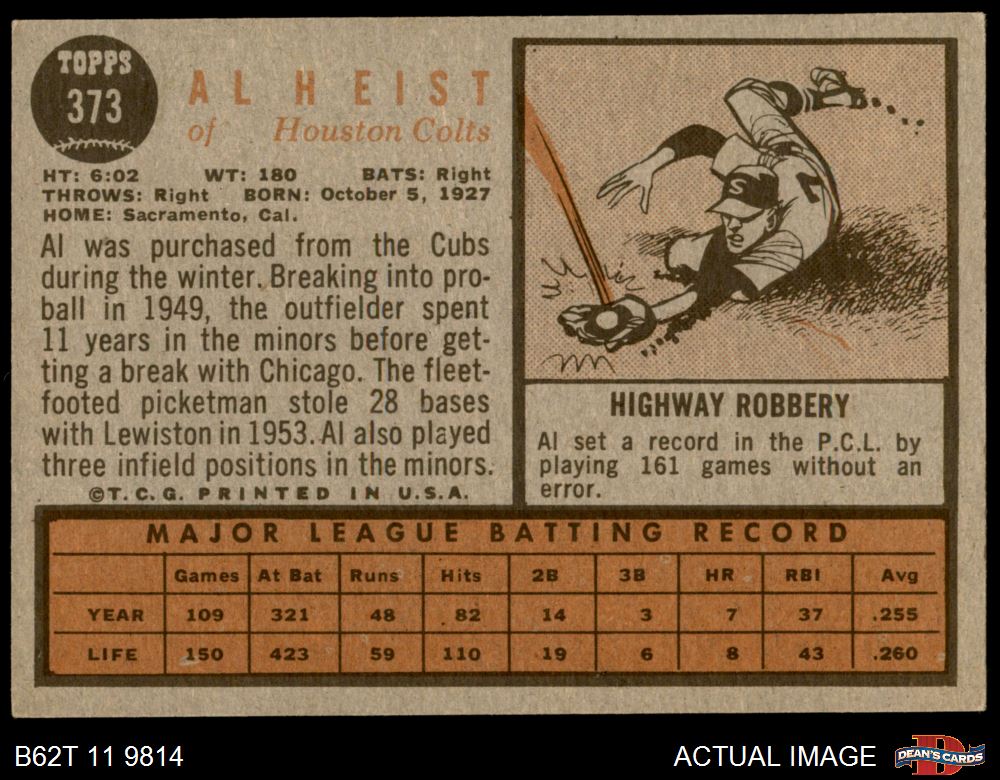 TOPPS
373
AL HEIST
of Houston Colts
HT: 6:02 WT: 180 BATS: Right
THROWS: Right BORN: October 5, 1927
HOME: Sacramento, Cal.
Al was purchased from the Cubs
during the winter. Breaking into pro-
ball in 1949, the outfielder spent
11 years in the minors before get-
ting a break with Chicago. The fleet-
footed picketman stole 28 bases
with Lewiston in 1953. Al also played
three infield positions in the minors.
©T.C.G. PRINTED IN U.S.A.
S
HIGHWAY ROBBERY
Al set a record in the P.C.L. by
playing 161 games without an
error.
MAJOR LEAGUE BATTING RECORD
Games At Bat Runs Hits 2B 3B HR RBI Avg
YEAR 109 321 48 82 14 3 7 37 .255
LIFE 150 423 59 110 19 6 8 43 .260
B62T 11 9814
ACTUAL IMAGE
D
DEAN'S CARDS